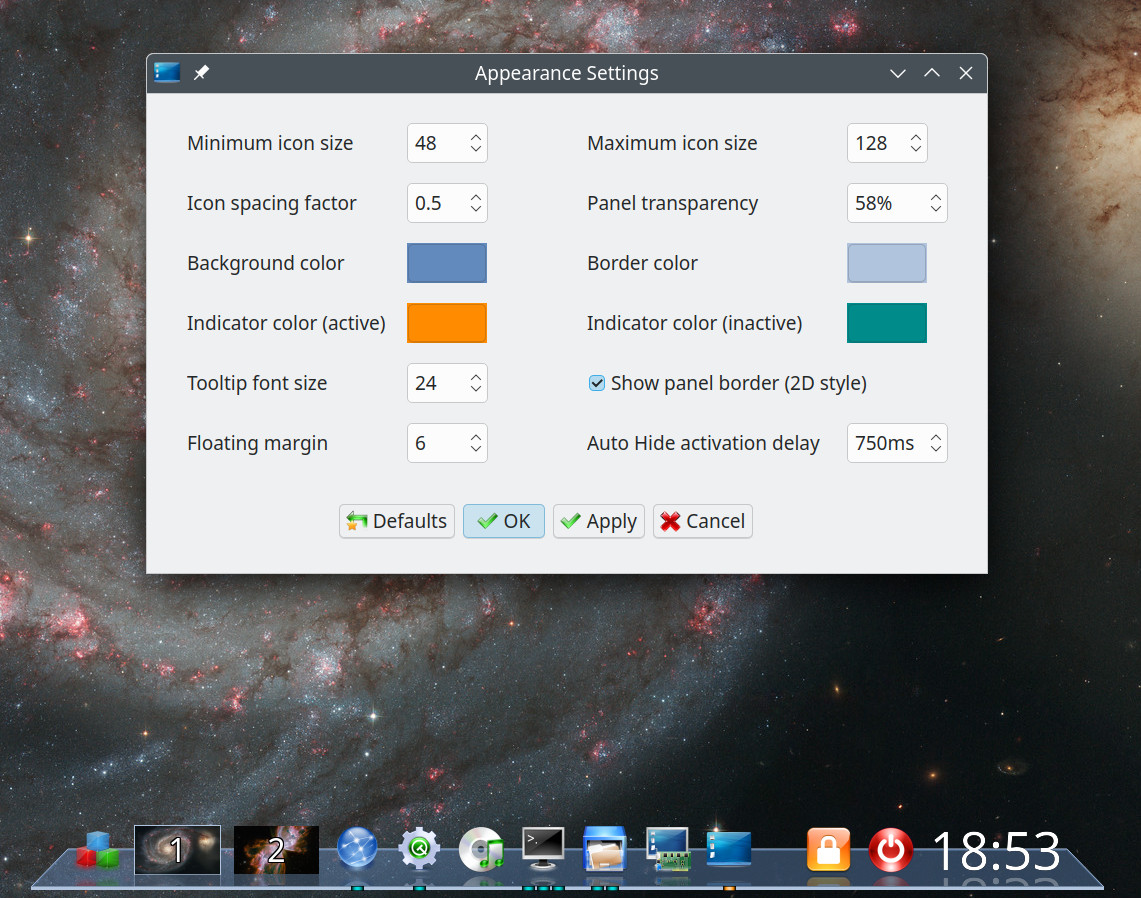 Appearance Settings
Minimum icon size 48 Maximum icon size 128
Icon spacing factor 0.5 Panel transparency 58%
Background color Border color
Indicator color (active) Indicator color (inactive)
Tooltip font size 24 Show panel border (2D style)
Floating margin 6 Auto Hide activation delay 750ms
Defaults OK Apply Cancel
1 2 >_ 18:53